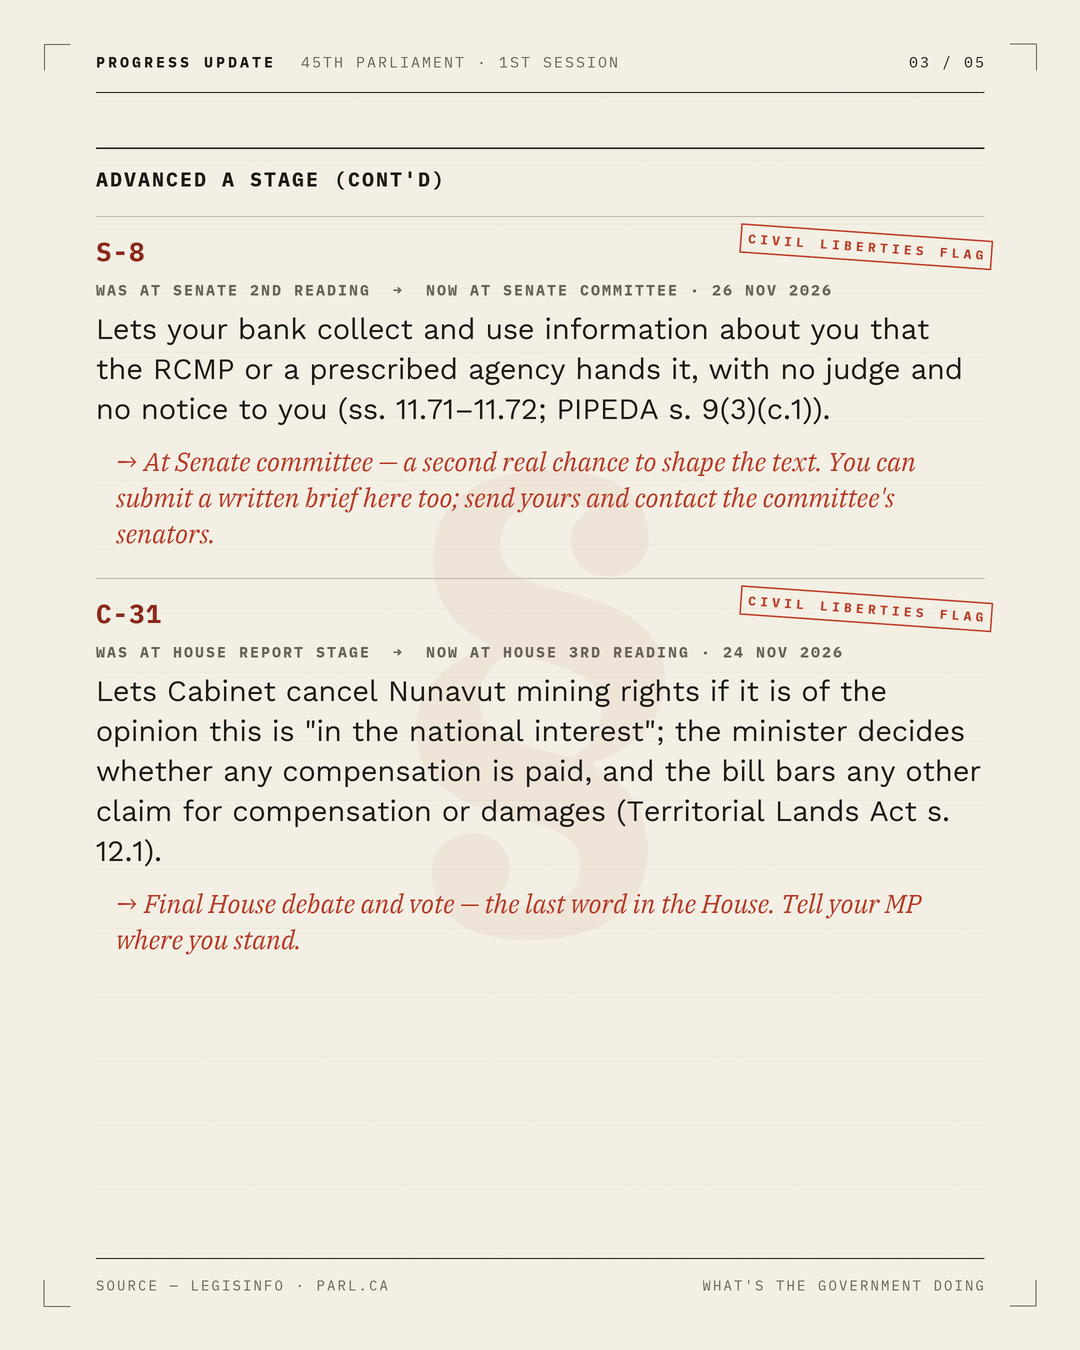 PROGRESS UPDATE 45TH PARLIAMENT · 1ST SESSION 03 / 05
ADVANCED A STAGE (CONT'D)
S-8
CIVIL LIBERTIES FLAG
WAS AT SENATE 2ND READING → NOW AT SENATE COMMITTEE · 26 NOV 2026
Lets your bank collect and use information about you that
the RCMP or a prescribed agency hands it, with no judge and
no notice to you (ss. 11.71–11.72; PIPEDA s. 9(3)(c.1)).
→ At Senate committee — a second real chance to shape the text. You can
submit a written brief here too; send yours and contact the committee's
senators.
C-31
CIVIL LIBERTIES FLAG
WAS AT HOUSE REPORT STAGE → NOW AT HOUSE 3RD READING · 24 NOV 2026
Lets Cabinet cancel Nunavut mining rights if it is of the
opinion this is "in the national interest"; the minister decides
whether any compensation is paid, and the bill bars any other
claim for compensation or damages (Territorial Lands Act s.
12.1).
→ Final House debate and vote — the last word in the House. Tell your MP
where you stand.
§
SOURCE — LEGISINFO · PARL.CA WHAT'S THE GOVERNMENT DOING